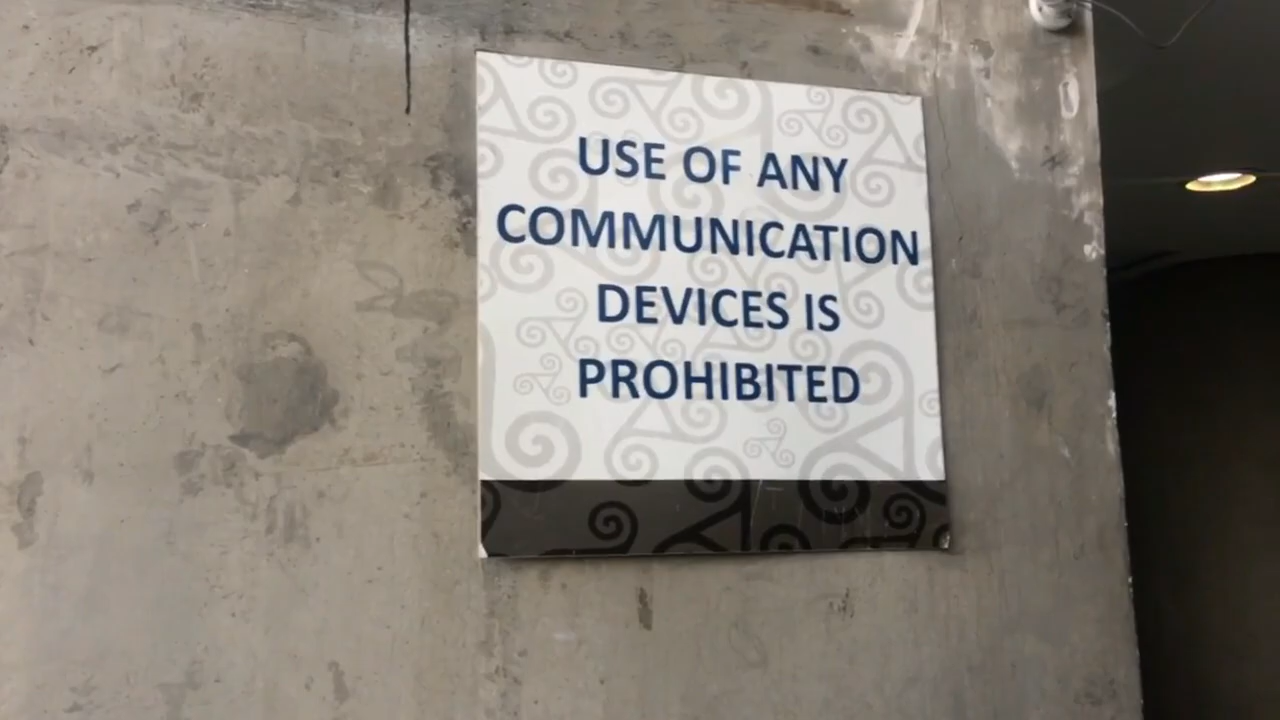 USE OF ANY
COMMUNICATION
DEVICES IS
PROHIBITED